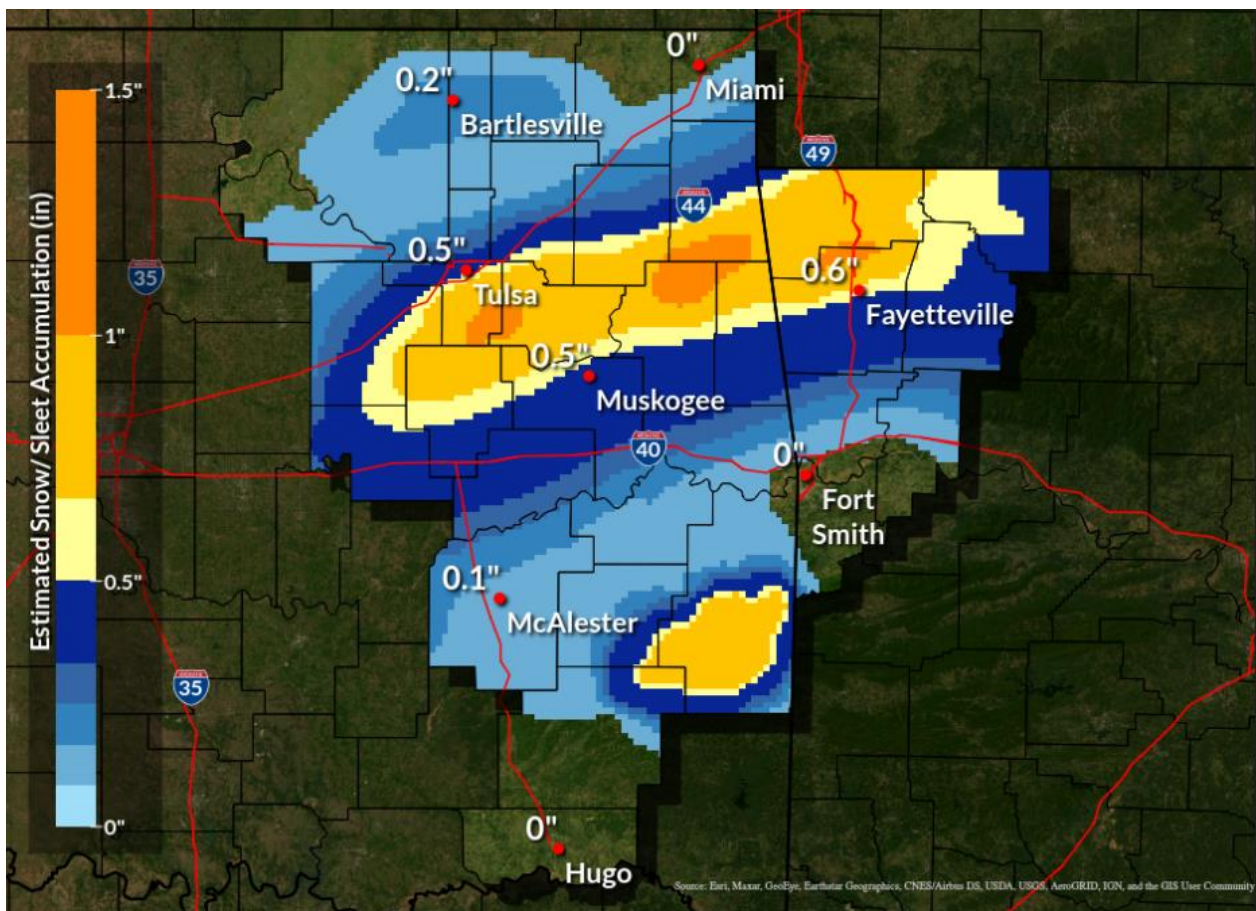 Estimated Snow/ Sleet Accumulation (in)
1.5"
1"
0.5"
0"
0"
Miami
0.2"
Bartlesville
49
44
0.5"
Tulsa
35
0.6"
Fayetteville
0.5"
Muskogee
40
0"
Fort
Smith
0.1"
McAlester
35
0"
Hugo
Source: Esri, Maxar, GeoEye, Earthstar Geographics, CNES/Airbus DS, USDA, USGS, AeroGRID, IGN, and the GIS User Community